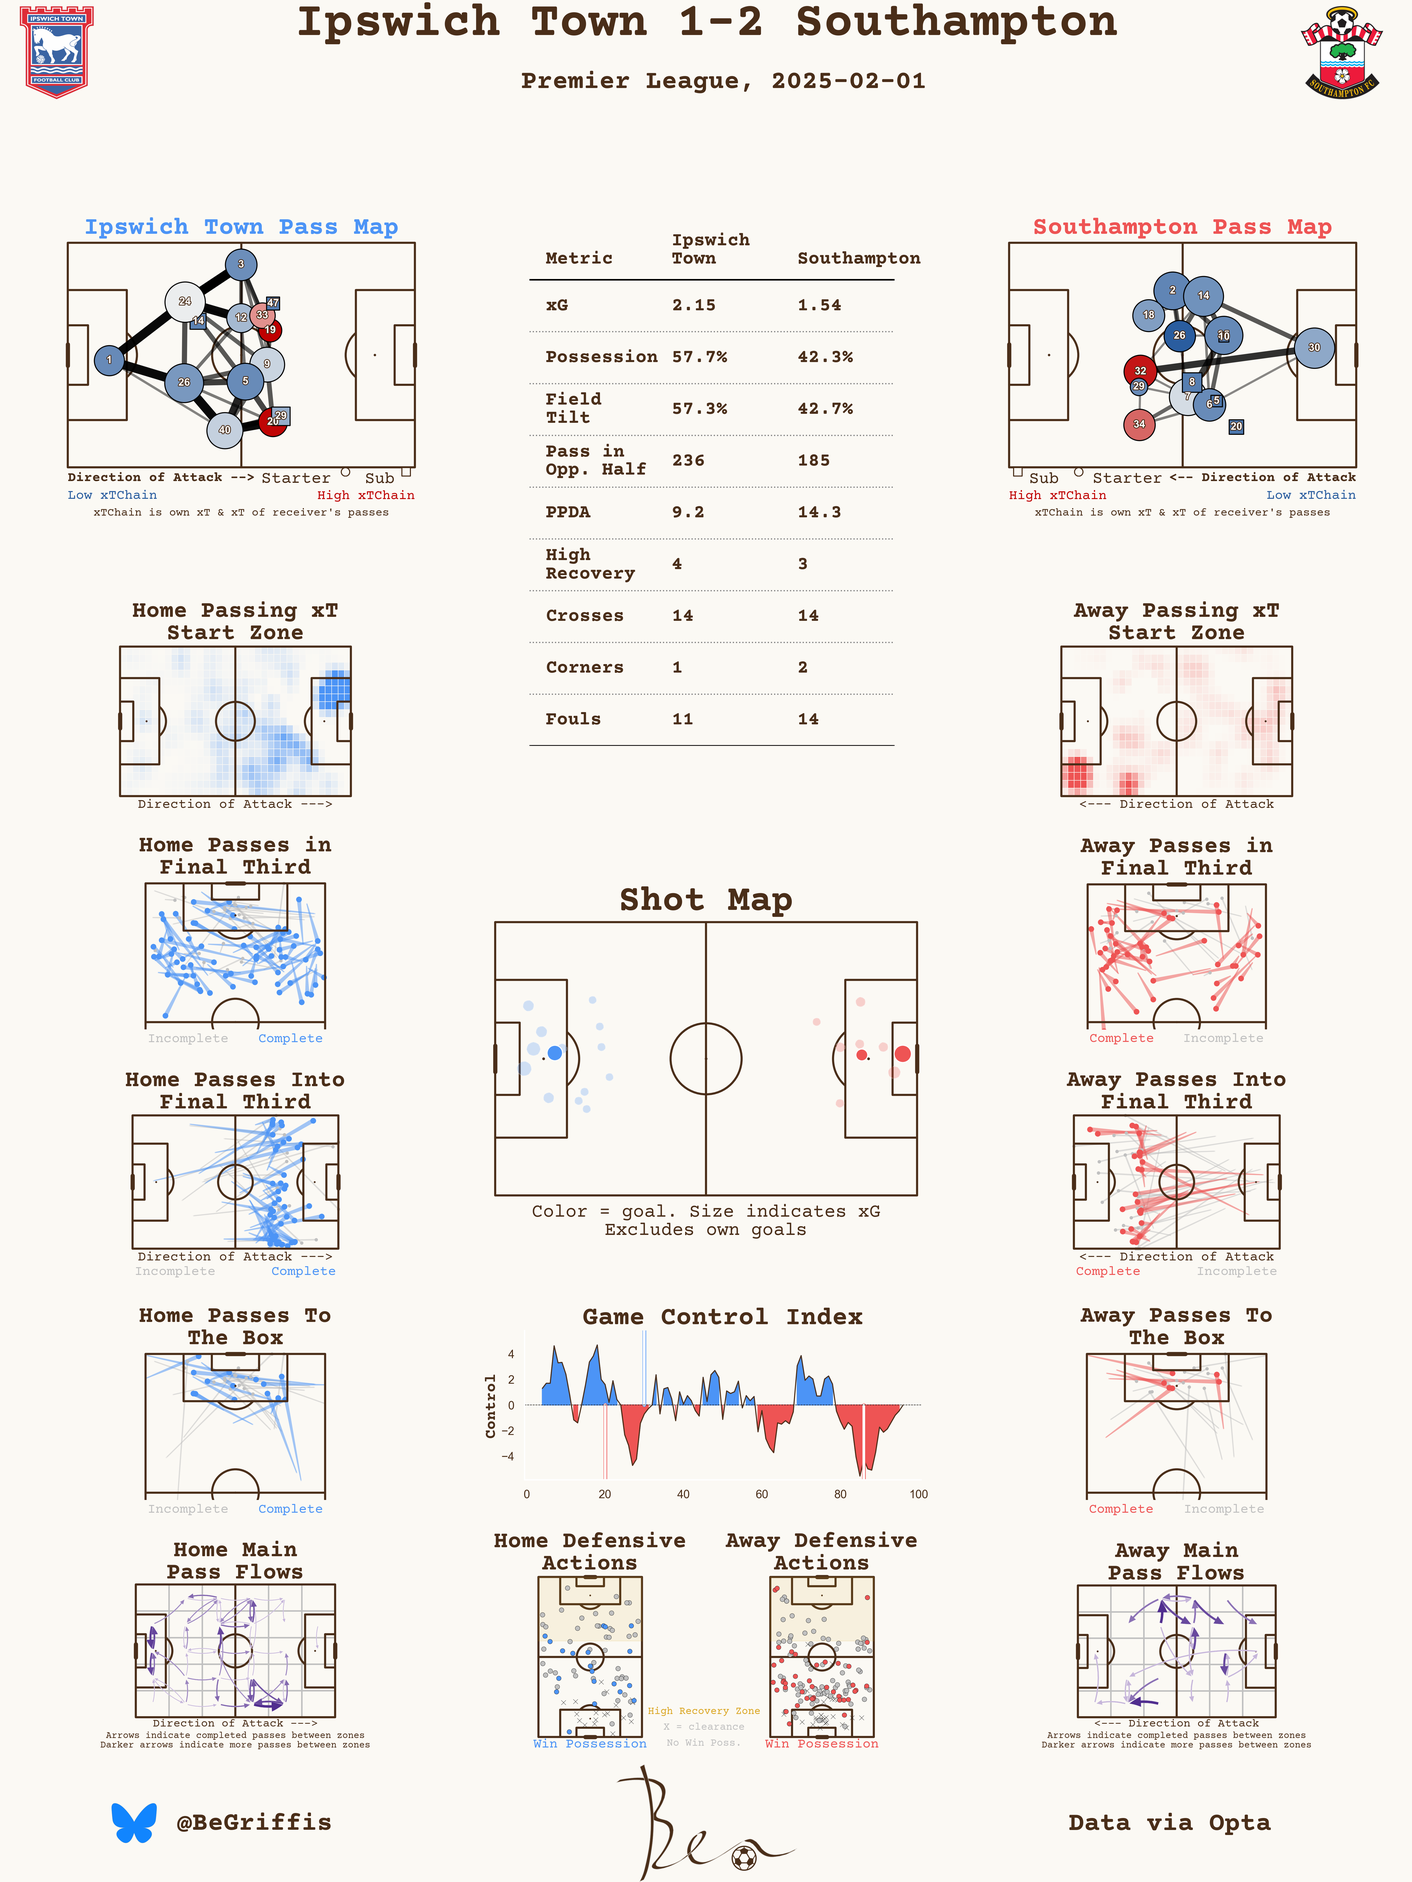 Ipswich Town 1-2 Southampton
Premier League, 2025-02-01
IPSWICH TOWN
FOOTBALL CLUB
SOUTHAMPTON FC
Ipswich Town Pass Map
3
24
47
14
12
33
19
1
9
26
5
29
20
40
Direction of Attack --> Starter Sub
Low xTChain High xTChain
xTChain is own xT & xT of receiver's passes
Metric Ipswich Town Southampton
xG 2.15 1.54
Possession 57.7% 42.3%
Field Tilt 57.3% 42.7%
Pass in Opp. Half 236 185
PPDA 9.2 14.3
High Recovery 4 3
Crosses 14 14
Corners 1 2
Fouls 11 14
Southampton Pass Map
2
14
18
26
10
30
32
29
8
7
6
5
34
20
Sub Starter <-- Direction of Attack
High xTChain Low xTChain
xTChain is own xT & xT of receiver's passes
Home Passing xT
Start Zone
Direction of Attack --->
Away Passing xT
Start Zone
<--- Direction of Attack
Home Passes in
Final Third
Incomplete Complete
Away Passes in
Final Third
Complete Incomplete
Shot Map
Color = goal. Size indicates xG
Excludes own goals
Home Passes Into
Final Third
Direction of Attack --->
Incomplete Complete
Away Passes Into
Final Third
<--- Direction of Attack
Complete Incomplete
Home Passes To
The Box
Incomplete Complete
Game Control Index
Control
4
2
0
−2
−4
0 20 40 60 80 100
Away Passes To
The Box
Complete Incomplete
Home Main
Pass Flows
Direction of Attack --->
Arrows indicate completed passes between zones
Darker arrows indicate more passes between zones
Home Defensive
Actions
Win Possession
Away Defensive
Actions
Win Possession
High Recovery Zone
X = clearance
No Win Poss.
Away Main
Pass Flows
<--- Direction of Attack
Arrows indicate completed passes between zones
Darker arrows indicate more passes between zones
@BeGriffis
Ben
Data via Opta